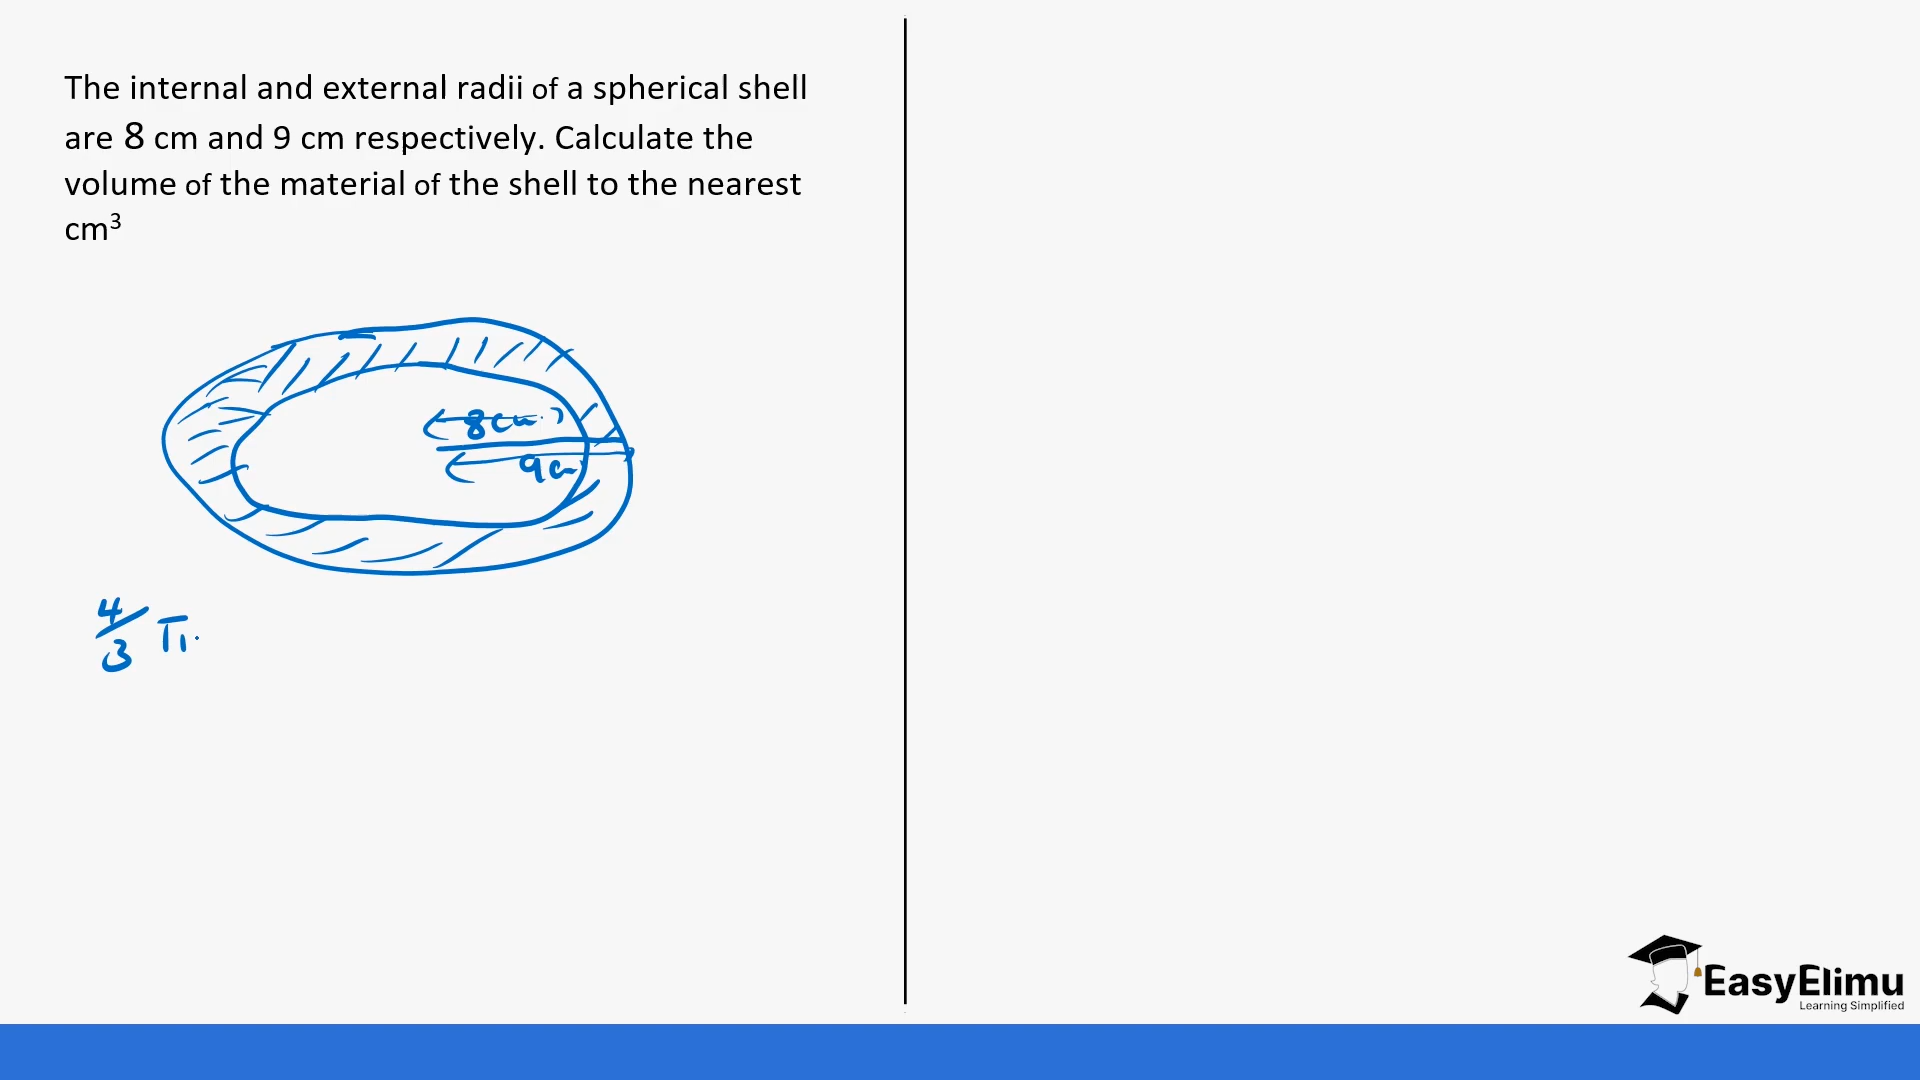 The internal and external radii of a spherical shell
are 8 cm and 9 cm respectively. Calculate the
volume of the material of the shell to the nearest
cm³
8cm
9cm
4/3 π
EasyElimu
Learning Simplified